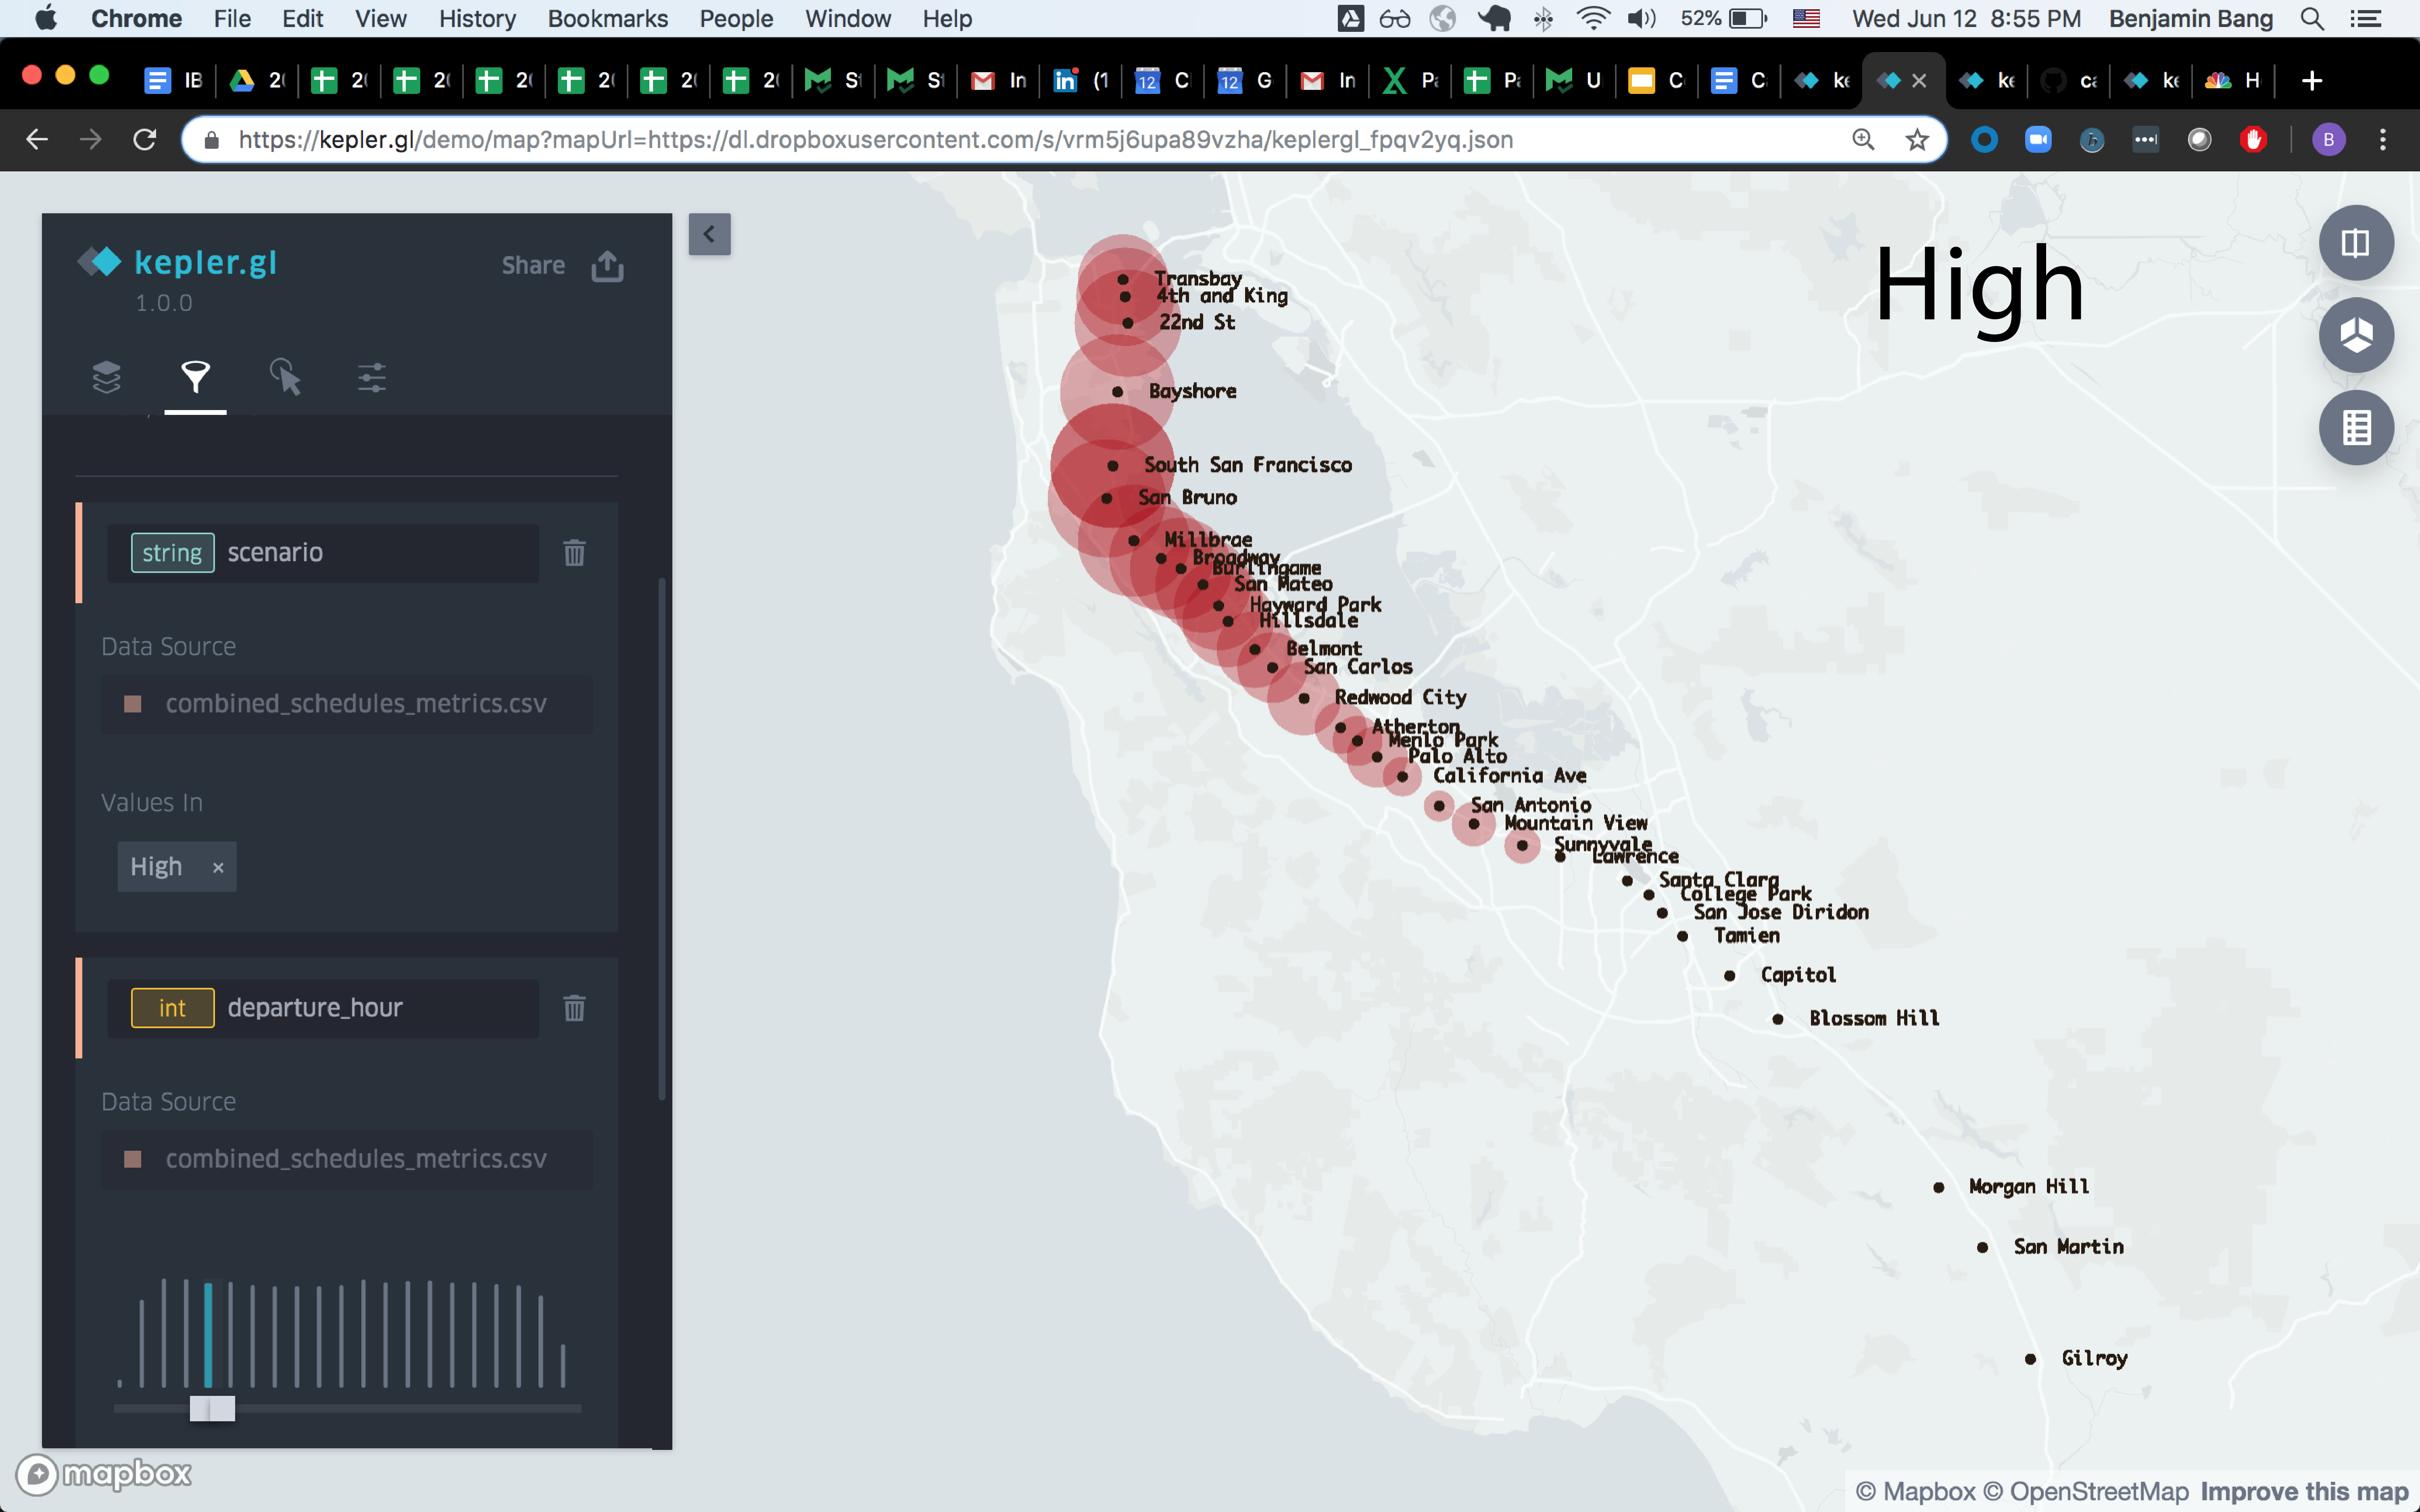 Chrome File Edit View History Bookmarks People Window Help 52% Wed Jun 12 8:55 PM Benjamin Bang
IB 2( 2( 2( 2( 2( 2( 2( S S In in (1 12 C 12 G In X P P U C C ke ke ca ke H
https://kepler.gl/demo/map?mapUrl=https://dl.dropboxusercontent.com/s/vrm5j6upa89vzha/keplergl_fpqv2yq.json B
kepler.gl
1.0.0
Share
string scenario
Data Source
combined_schedules_metrics.csv
Values In
High ×
int departure_hour
Data Source
combined_schedules_metrics.csv
High
Transbay
4th and King
22nd St
Bayshore
South San Francisco
San Bruno
Millbrae
Broadway
Burlingame
San Mateo
Hayward Park
Hillsdale
Belmont
San Carlos
Redwood City
Atherton
Menlo Park
Palo Alto
California Ave
San Antonio
Mountain View
Sunnyvale
Lawrence
Santa Clara
College Park
San Jose Diridon
Tamien
Capitol
Blossom Hill
Morgan Hill
San Martin
Gilroy
mapbox
© Mapbox © OpenStreetMap Improve this map